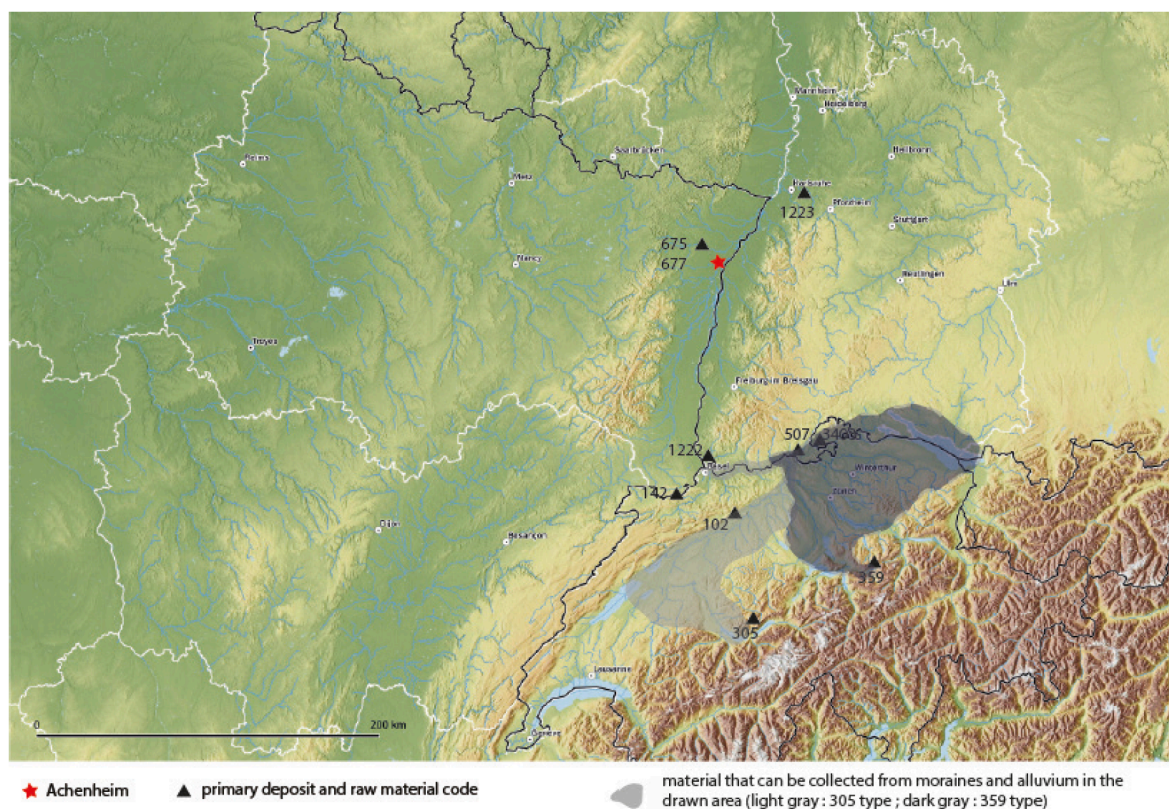 Mannheim
Heidelberg
Saarbrücken
Heilbronn
Reims
Metz
Karlsruhe
1223
Pforzheim
Stuttgart
675
677
Nancy
Reutlingen
Ulm
Troyes
Freiburg im Breisgau
507
1222
Basel
Winterthur
142
Zürich
102
Dijon
Besançon
359
305
Lausanne
0
200 km
Genève
Achenheim
primary deposit and raw material code
material that can be collected from moraines and alluvium in the
drawn area (light gray : 305 type ; dark gray : 359 type)